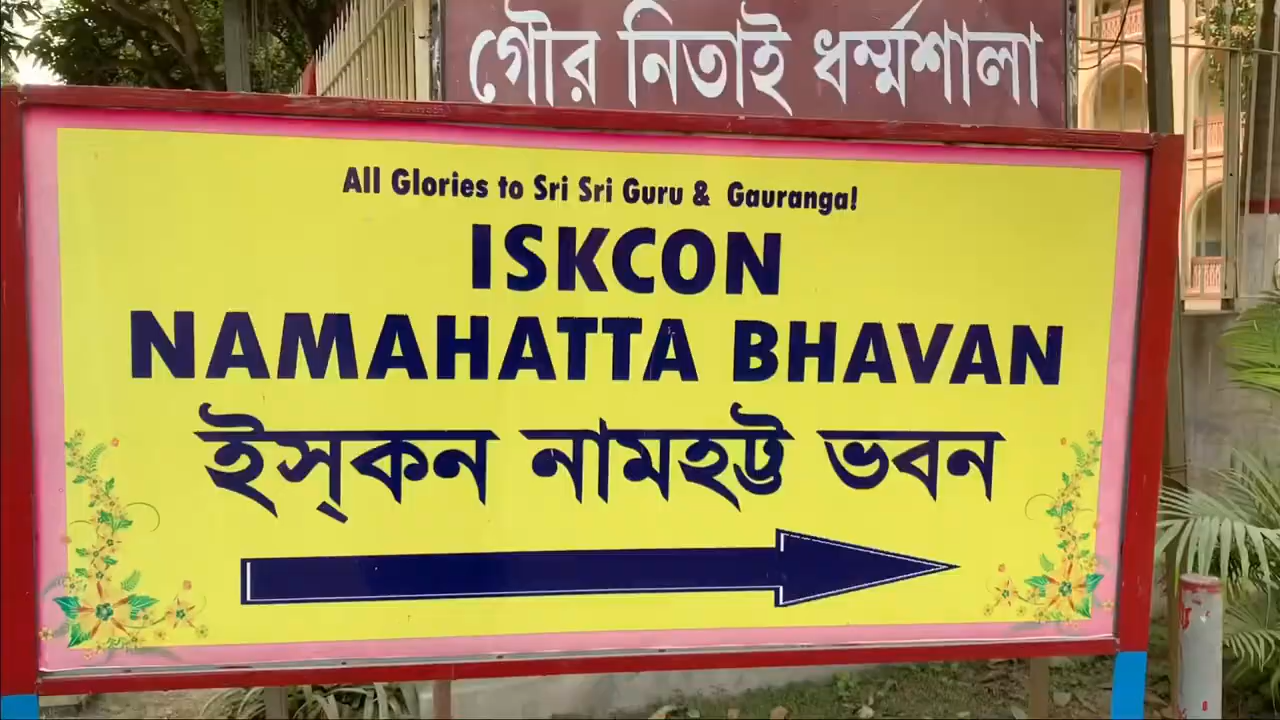 গৌর নিতাই ধর্ম্মশালা
All Glories to Sri Sri Guru & Gauranga!
ISKCON
NAMAHATTA BHAVAN
ইস্‌কন নামহট্ট ভবন